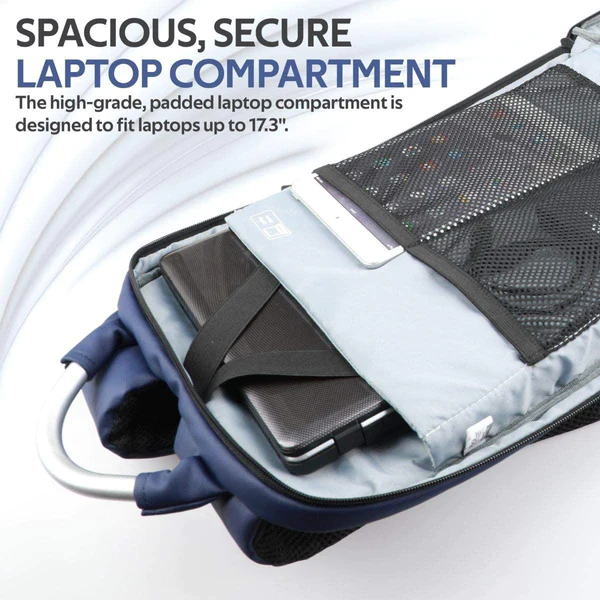 SPACIOUS, SECURE
LAPTOP COMPARTMENT
The high-grade, padded laptop compartment is
designed to fit laptops up to 17.3".